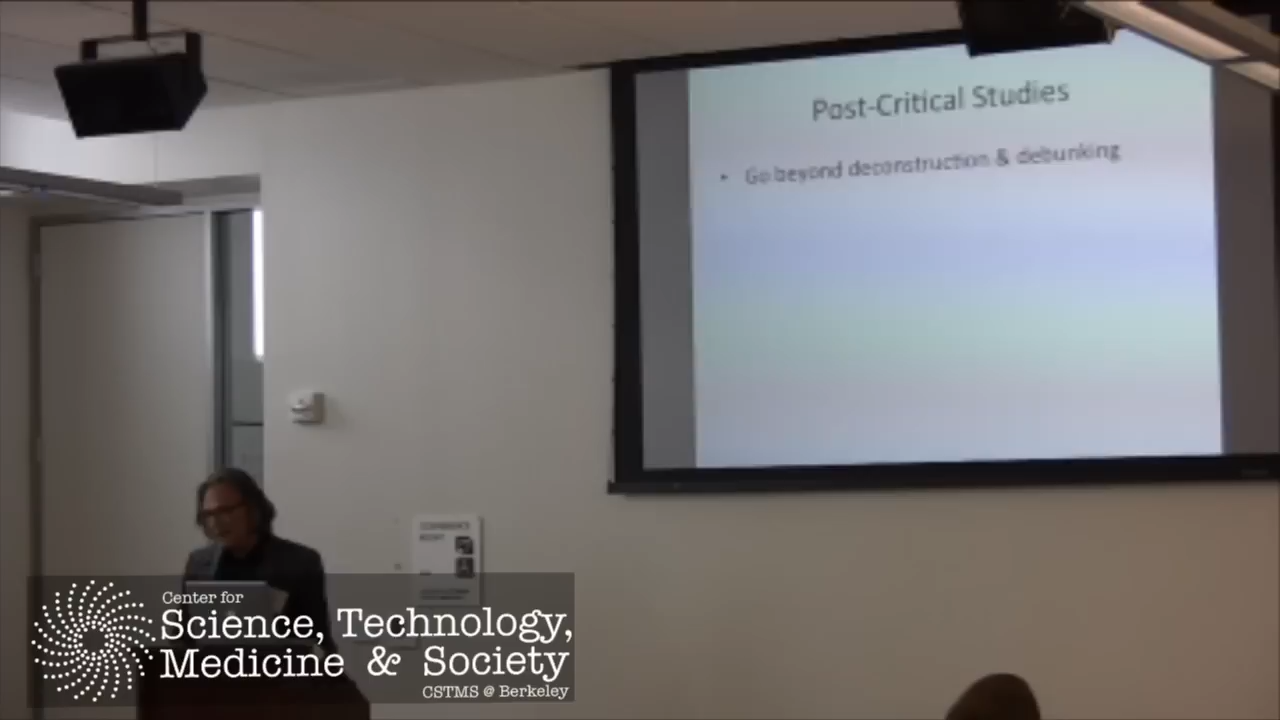 Post-Critical Studies
• Go beyond deconstruction & debunking
Center for
Science, Technology,
Medicine & Society
CSTMS @ Berkeley